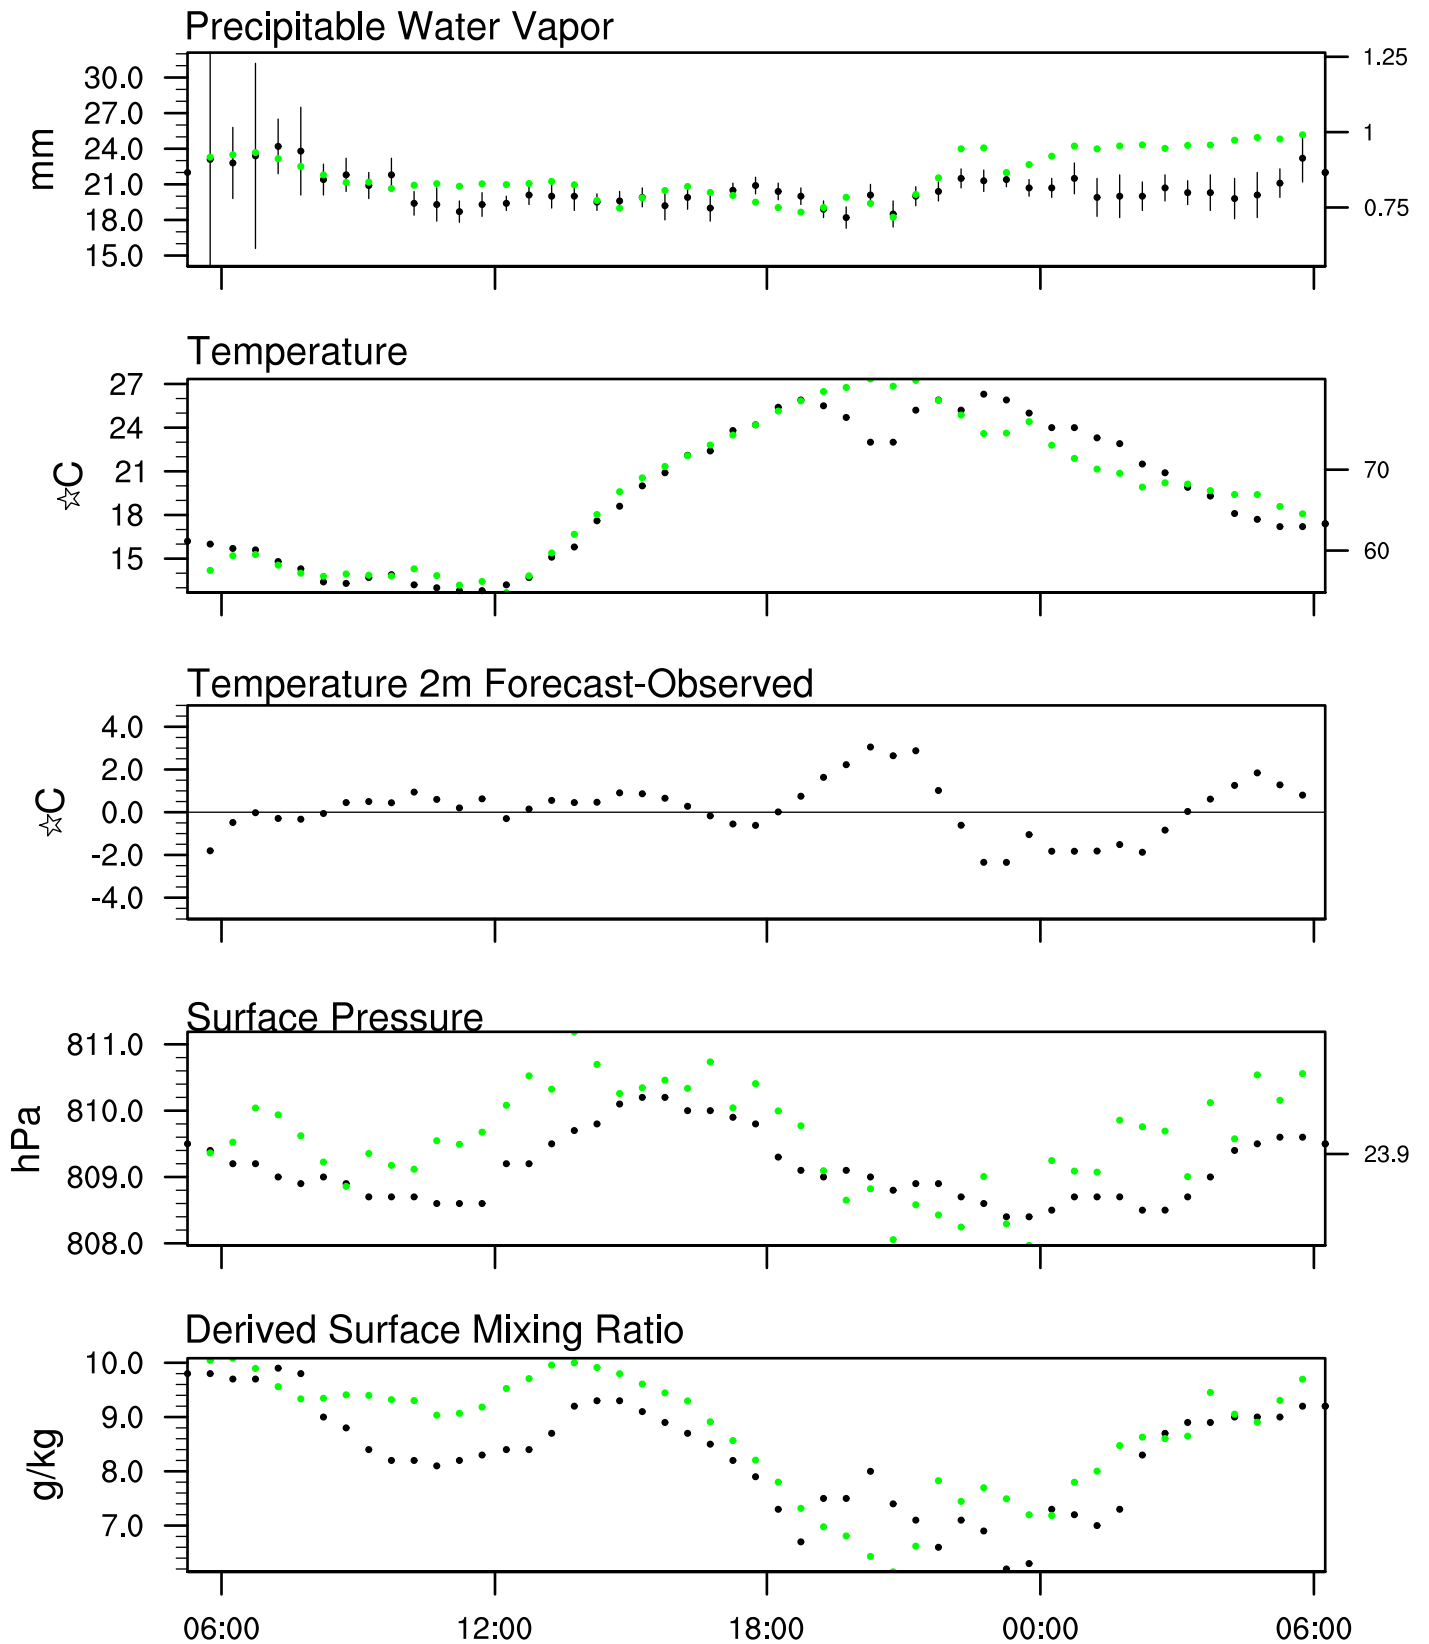 Precipitable Water Vapor
30.0
27.0
24.0
21.0
18.0
15.0
mm
1.25
1
0.75
Temperature
27
24
21
18
15
☆C
70
60
Temperature 2m Forecast-Observed
4.0
2.0
0.0
-2.0
-4.0
☆C
Surface Pressure
811.0
810.0
809.0
808.0
hPa
23.9
Derived Surface Mixing Ratio
10.0
9.0
8.0
7.0
g/kg
06:00 12:00 18:00 00:00 06:00